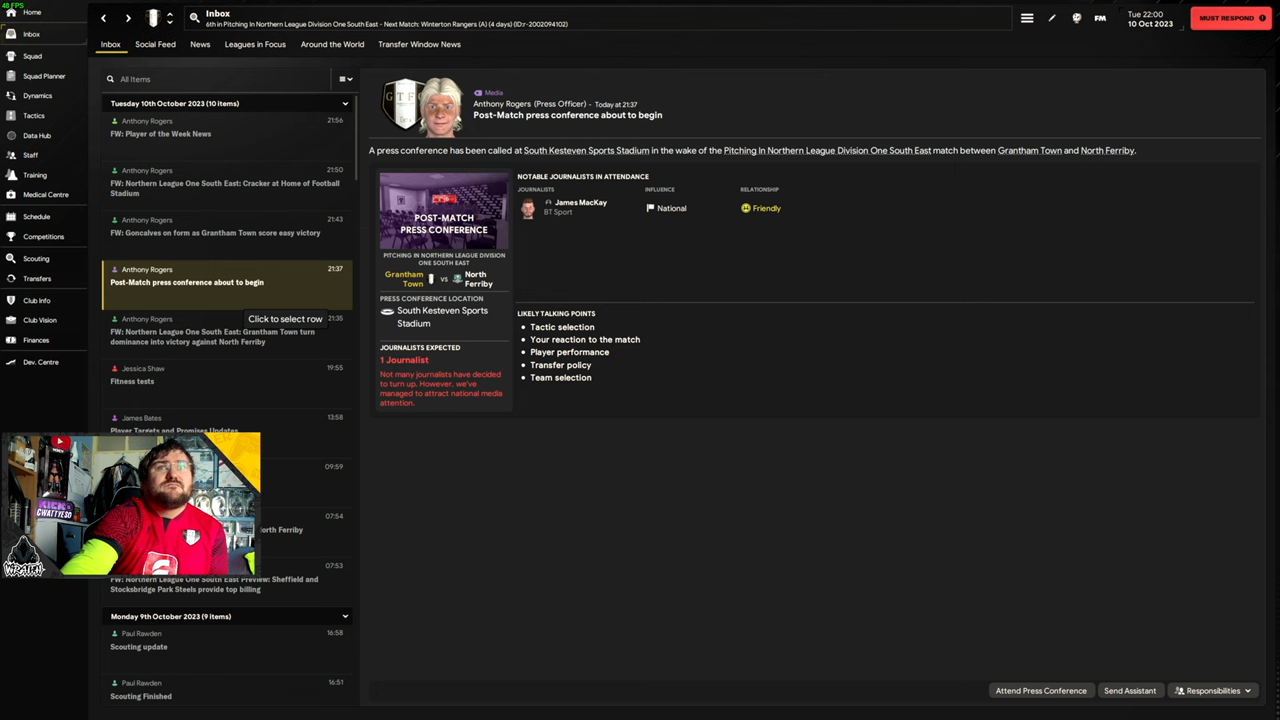 48 FPS
Home
Inbox
Squad
Squad Planner
Dynamics
Tactics
Data Hub
Staff
Training
Medical Centre
Schedule
Competitions
Scouting
Transfers
Club Info
Club Vision
Finances
Dev. Centre
Inbox
6th in Pitching In Northern League Division One South East - Next Match: Winterton Rangers (A) (4 days) (ID:r-2002094102)
FM
Tue 22:00
10 Oct 2023
MUST RESPOND
Inbox
Social Feed
News
Leagues in Focus
Around the World
Transfer Window News
All Items
Tuesday 10th October 2023 (10 items)
Anthony Rogers 21:56
FW: Player of the Week News
Anthony Rogers 21:50
FW: Northern League One South East: Cracker at Home of Football
Stadium
Anthony Rogers 21:43
FW: Goncalves on form as Grantham Town score easy victory
Anthony Rogers 21:37
Post-Match press conference about to begin
Click to select row
Anthony Rogers 21:35
FW: Northern League One South East: Grantham Town turn
dominance into victory against North Ferriby
Jessica Shaw 19:55
Fitness tests
James Bates 13:58
Player Targets and Promises Updates
09:59
07:54
orth Ferriby
07:53
FW: Northern League One South East Preview: Sheffield and
Stocksbridge Park Steels provide top billing
Monday 9th October 2023 (9 items)
Paul Rawden 16:58
Scouting update
Paul Rawden 16:51
Scouting Finished
GTFC
Media
Anthony Rogers (Press Officer) - Today at 21:37
Post-Match press conference about to begin
A press conference has been called at South Kesteven Sports Stadium in the wake of the Pitching In Northern League Division One South East match between Grantham Town and North Ferriby.
POST-MATCH
PRESS CONFERENCE
PITCHING IN NORTHERN LEAGUE DIVISION
ONE SOUTH EAST
Grantham
Town
vs
North
Ferriby
PRESS CONFERENCE LOCATION
South Kesteven Sports
Stadium
JOURNALISTS EXPECTED
1 Journalist
Not many journalists have decided
to turn up. However, we've
managed to attract national media
attention.
NOTABLE JOURNALISTS IN ATTENDANCE
JOURNALISTS
INFLUENCE
RELATIONSHIP
James MacKay
BT Sport
National
Friendly
LIKELY TALKING POINTS
Tactic selection
Your reaction to the match
Player performance
Transfer policy
Team selection
KICK:
GWATTYESO
Attend Press Conference
Send Assistant
Responsibilities